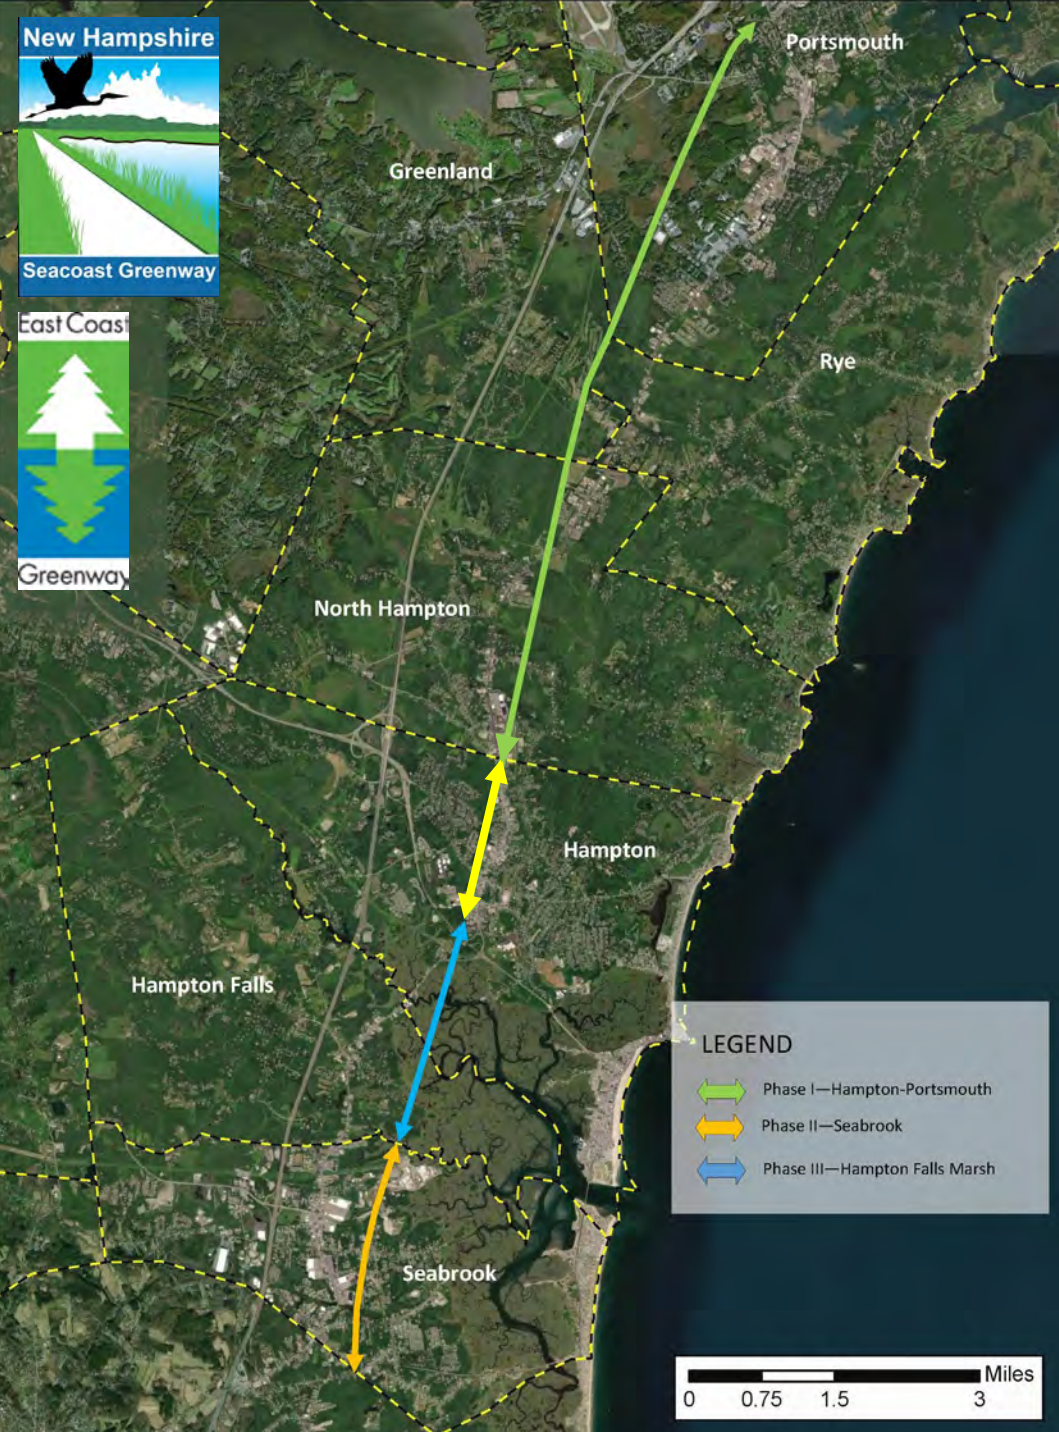 New Hampshire
Seacoast Greenway
East Coast
Greenway
Portsmouth
Greenland
Rye
North Hampton
Hampton
Hampton Falls
Seabrook
LEGEND
Phase I—Hampton-Portsmouth
Phase II—Seabrook
Phase III—Hampton Falls Marsh
Miles
0 0.75 1.5 3